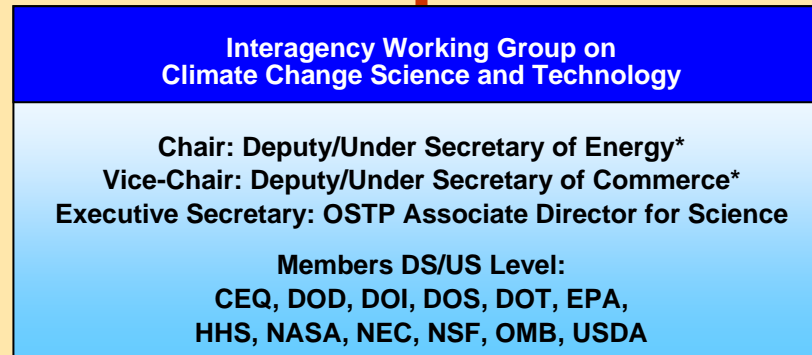 Interagency Working Group on
Climate Change Science and Technology
Chair: Deputy/Under Secretary of Energy*
Vice-Chair: Deputy/Under Secretary of Commerce*
Executive Secretary: OSTP Associate Director for Science
Members DS/US Level:
CEQ, DOD, DOI, DOS, DOT, EPA,
HHS, NASA, NEC, NSF, OMB, USDA